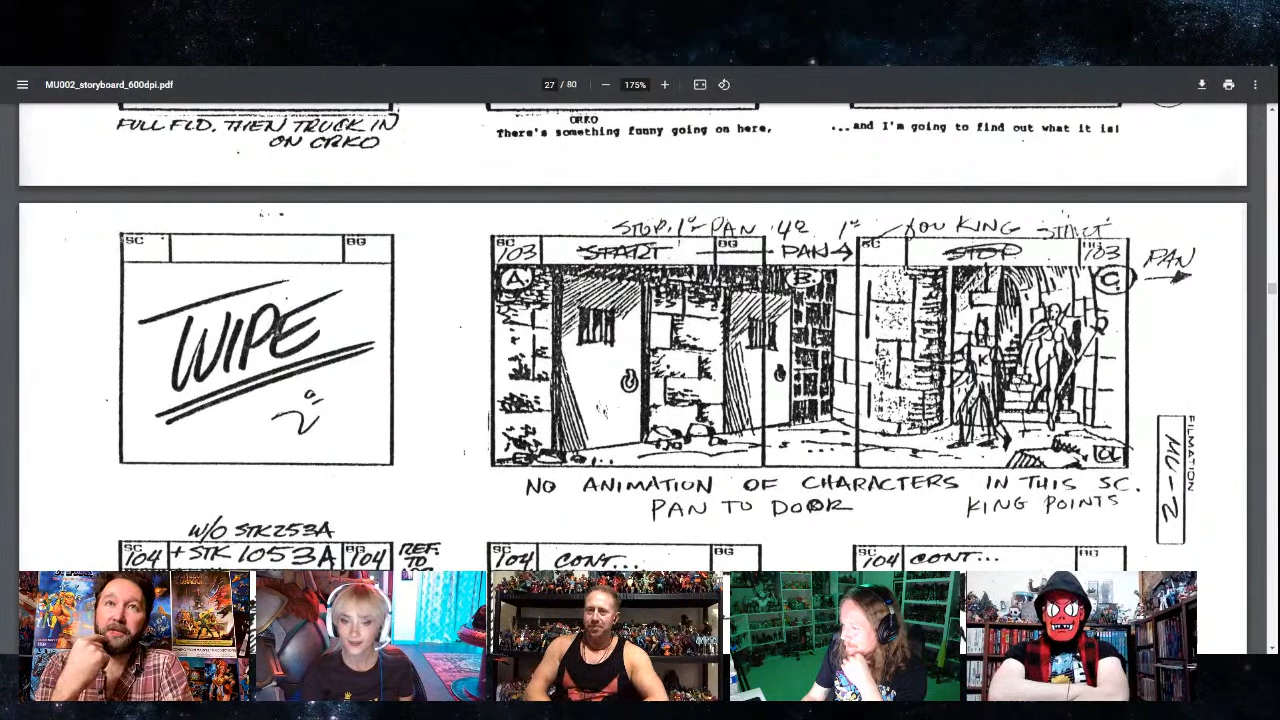 MU002_storyboard_600dpi.pdf
27 / 80
175%
FULL FLD. THEN TRUCK IN
ON ORKO
ORKO
There's something funny going on here,
...and I'm going to find out what it is!
SC
BG
WIPE
STOP. PAN
YOU KING
SC
103
START
BG
PAN
SC
STOP
103
PAN
A.
B
C
OL
NO ANIMATION OF CHARACTERS IN THIS SC.
PAN TO DOOR
KING POINTS
FILMATION
MU-2
W/O STK253A
SC
104
+STK 1053A
BG
104
REF.
TO
SC
104
CONT...
BG
SC
104
CONT...
BG